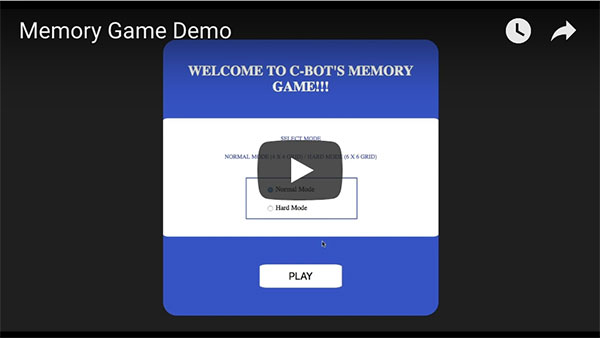 Memory Game Demo
WELCOME TO C-BOT'S MEMORY
GAME!!!
SELECT MODE
NORMAL MODE (4 X 4 GRID) - HARD MODE (6 X 6 GRID)
Normal Mode
Hard Mode
PLAY